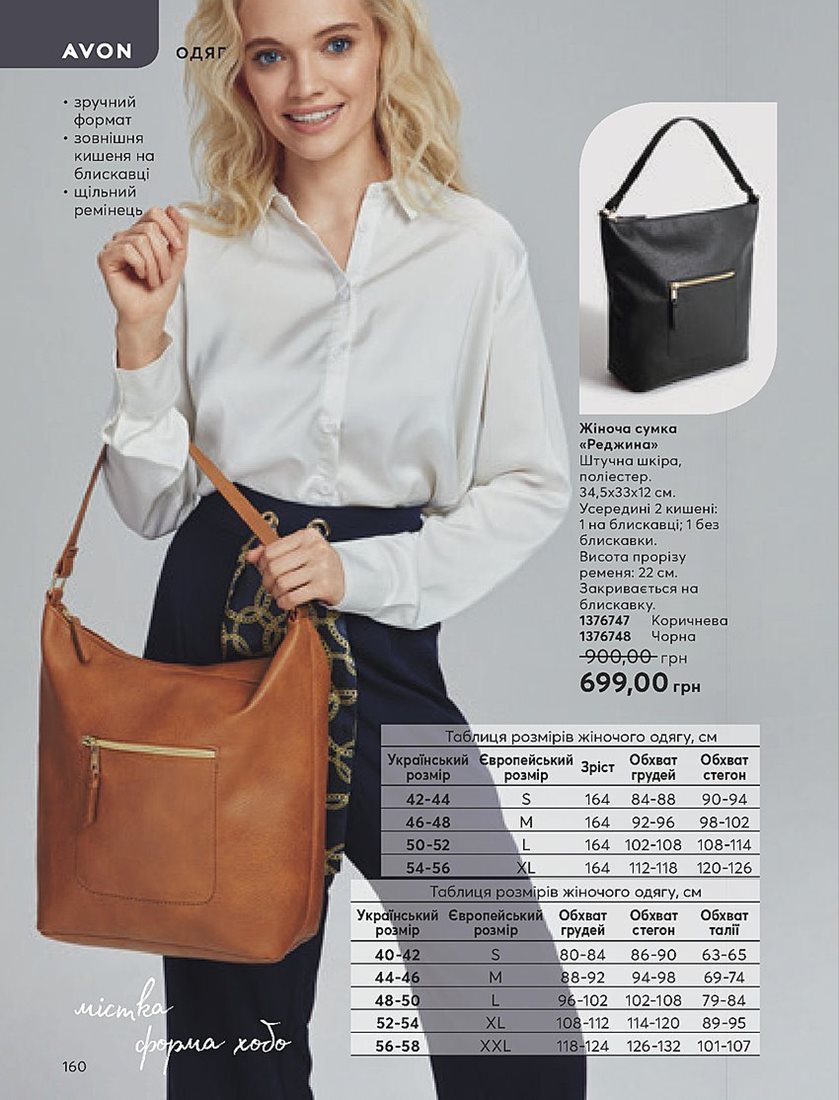 AVON
ОДЯГ
• зручний
формат
• зовнішня
кишеня на
блискавці
• щільний
ремінець
Жіноча сумка
«Реджина»
Штучна шкіра,
поліестер.
34,5х33х12 см.
Усередині 2 кишені:
1 на блискавці; 1 без
блискавки.
Висота прорізу
ременя: 22 см.
Закривається на
блискавку.
1376747 Коричнева
1376748 Чорна
900,00 грн
699,00 грн
Таблиця розмірів жіночого одягу, см
Український розмір Європейський розмір Зріст Обхват грудей Обхват стегон
42-44 S 164 84-88 90-94
46-48 M 164 92-96 98-102
50-52 L 164 102-108 108-114
54-56 XL 164 112-118 120-126
Таблиця розмірів жіночого одягу, см
Український розмір Європейський розмір Обхват грудей Обхват стегон Обхват талії
40-42 S 80-84 86-90 63-65
44-46 M 88-92 94-98 69-74
48-50 L 96-102 102-108 79-84
52-54 XL 108-112 114-120 89-95
56-58 XXL 118-124 126-132 101-107
містка
форма хобо
160